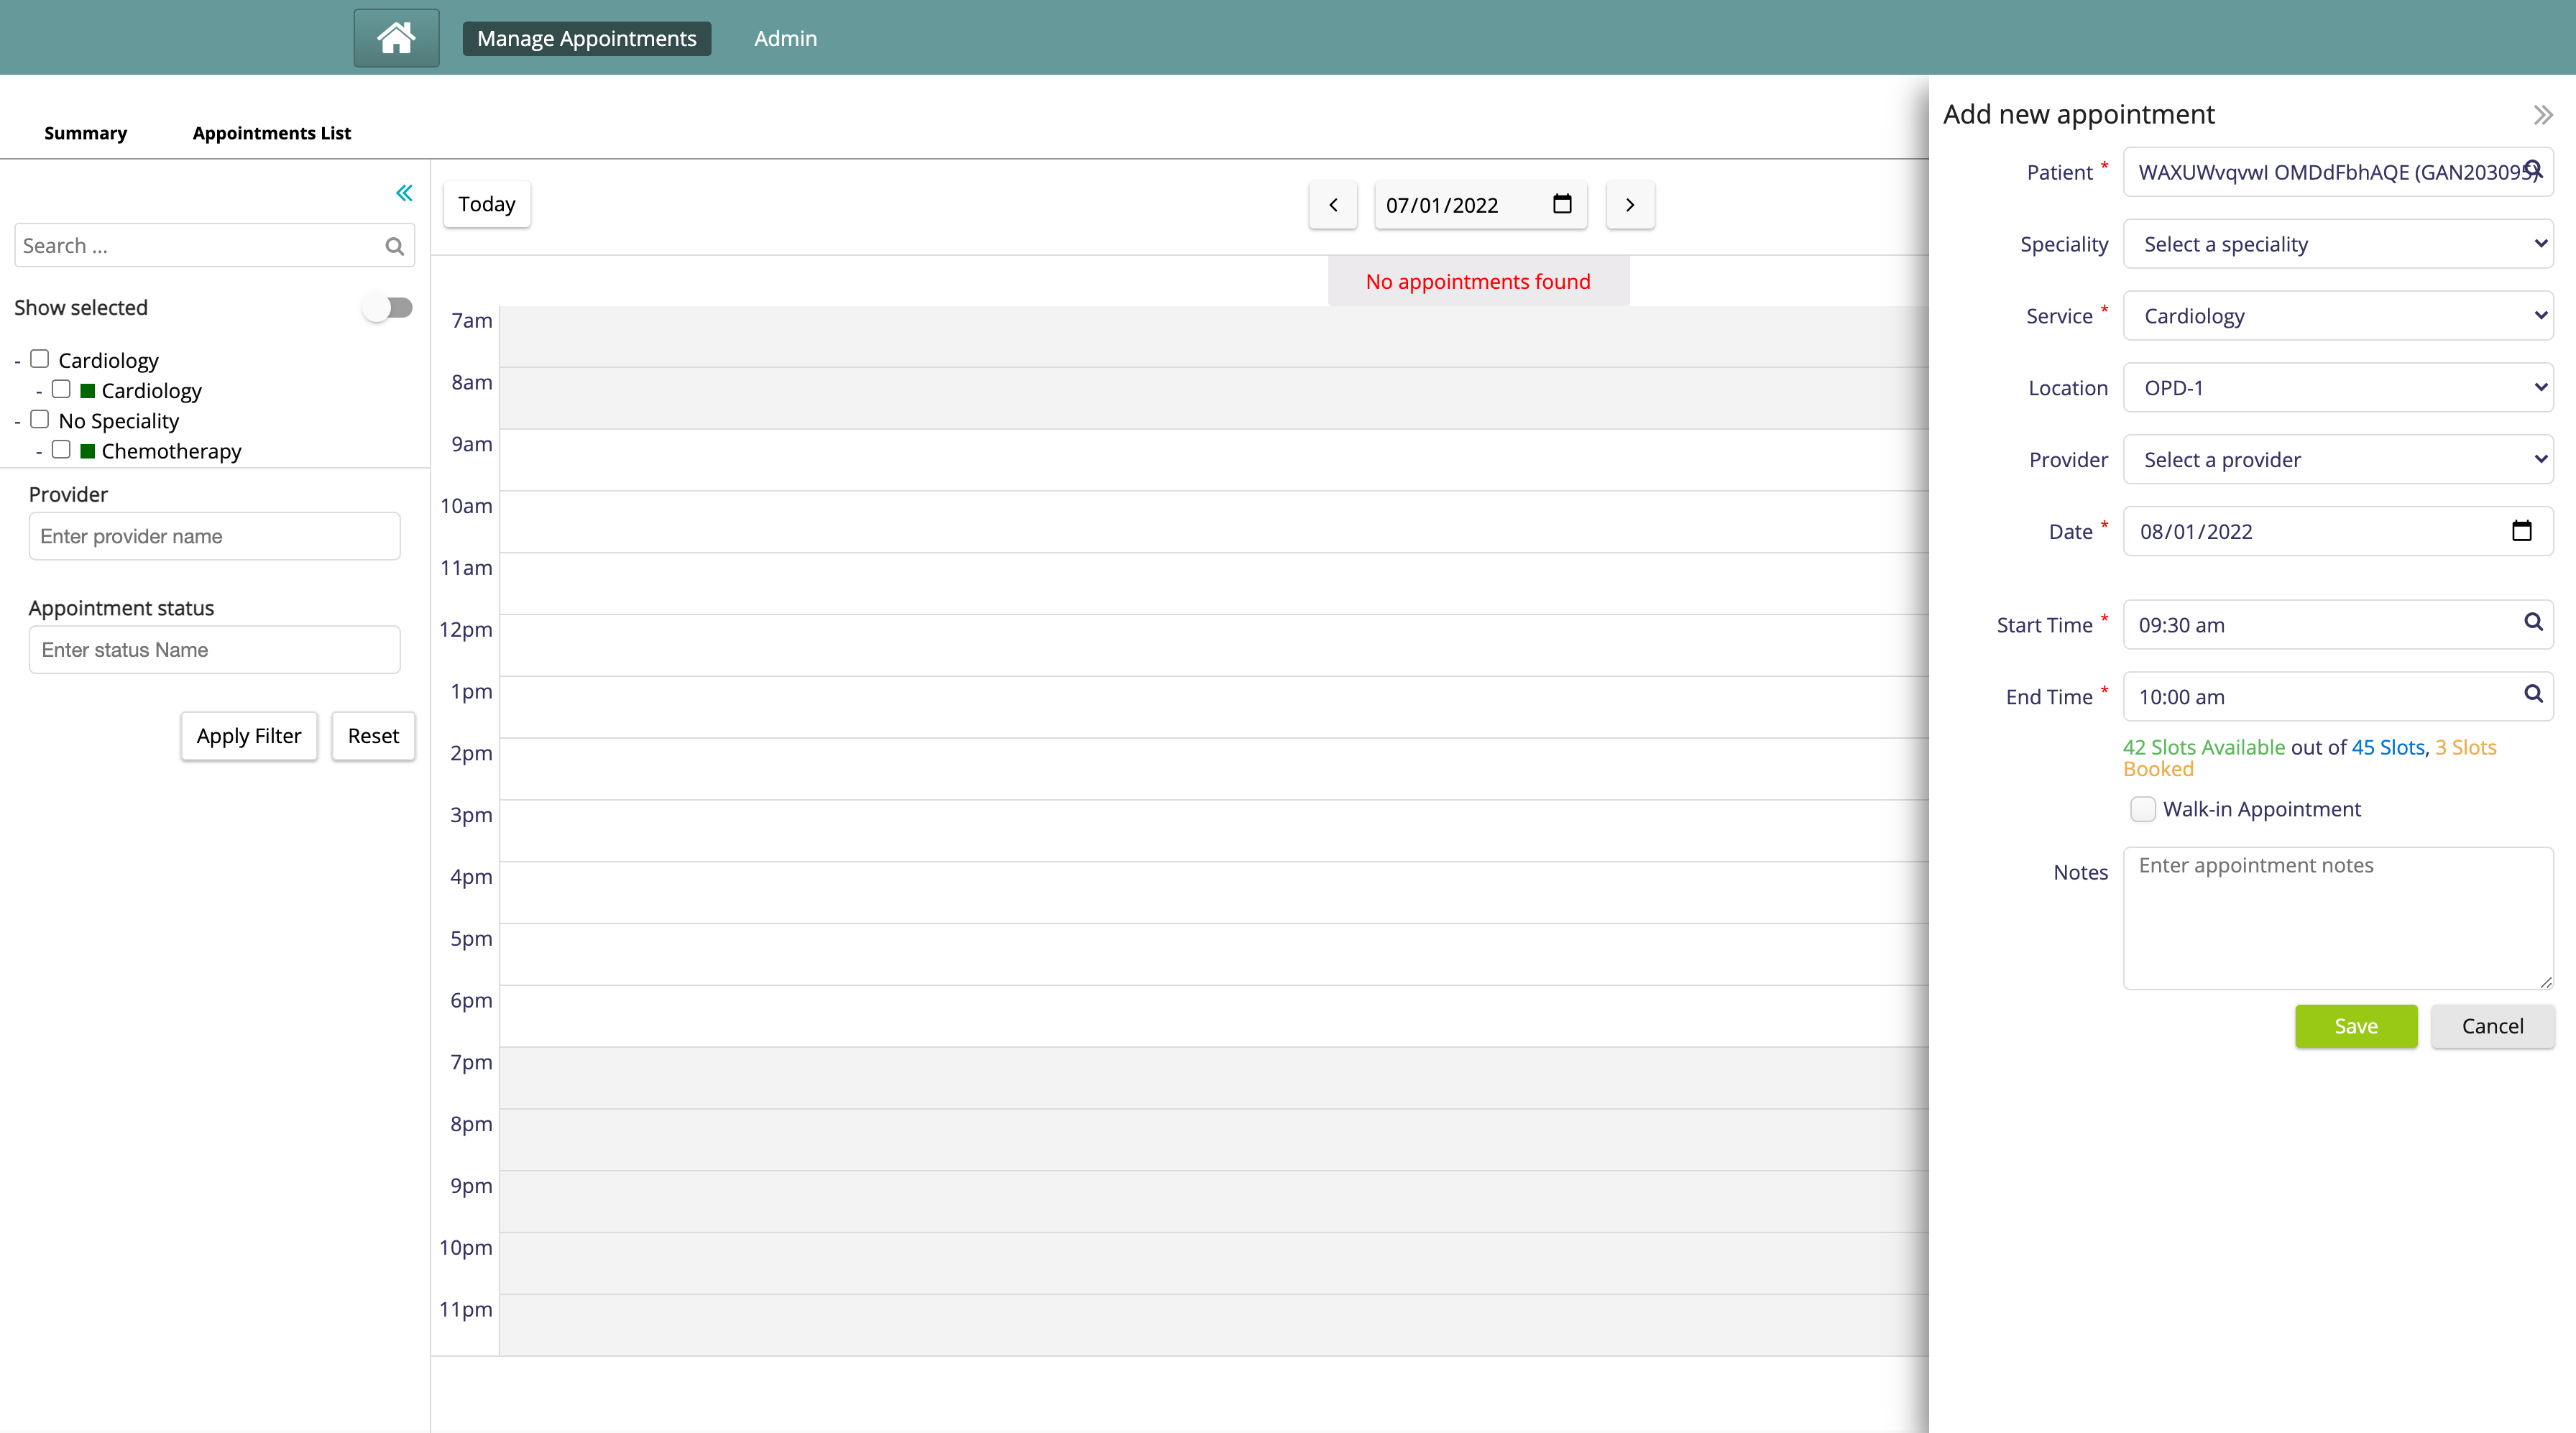 Manage Appointments
Admin
Summary
Appointments List
Search ...
Show selected
- Cardiology
- Cardiology
- No Speciality
- Chemotherapy
Provider
Enter provider name
Appointment status
Enter status Name
Apply Filter
Reset
Today
07/01/2022
No appointments found
7am
8am
9am
10am
11am
12pm
1pm
2pm
3pm
4pm
5pm
6pm
7pm
8pm
9pm
10pm
11pm
Add new appointment
Patient * WAXUWvqvwI OMDdFbhAQE (GAN203095)
Speciality Select a speciality
Service * Cardiology
Location OPD-1
Provider Select a provider
Date * 08/01/2022
Start Time * 09:30 am
End Time * 10:00 am
42 Slots Available out of 45 Slots, 3 Slots
Booked
Walk-in Appointment
Notes Enter appointment notes
Save
Cancel